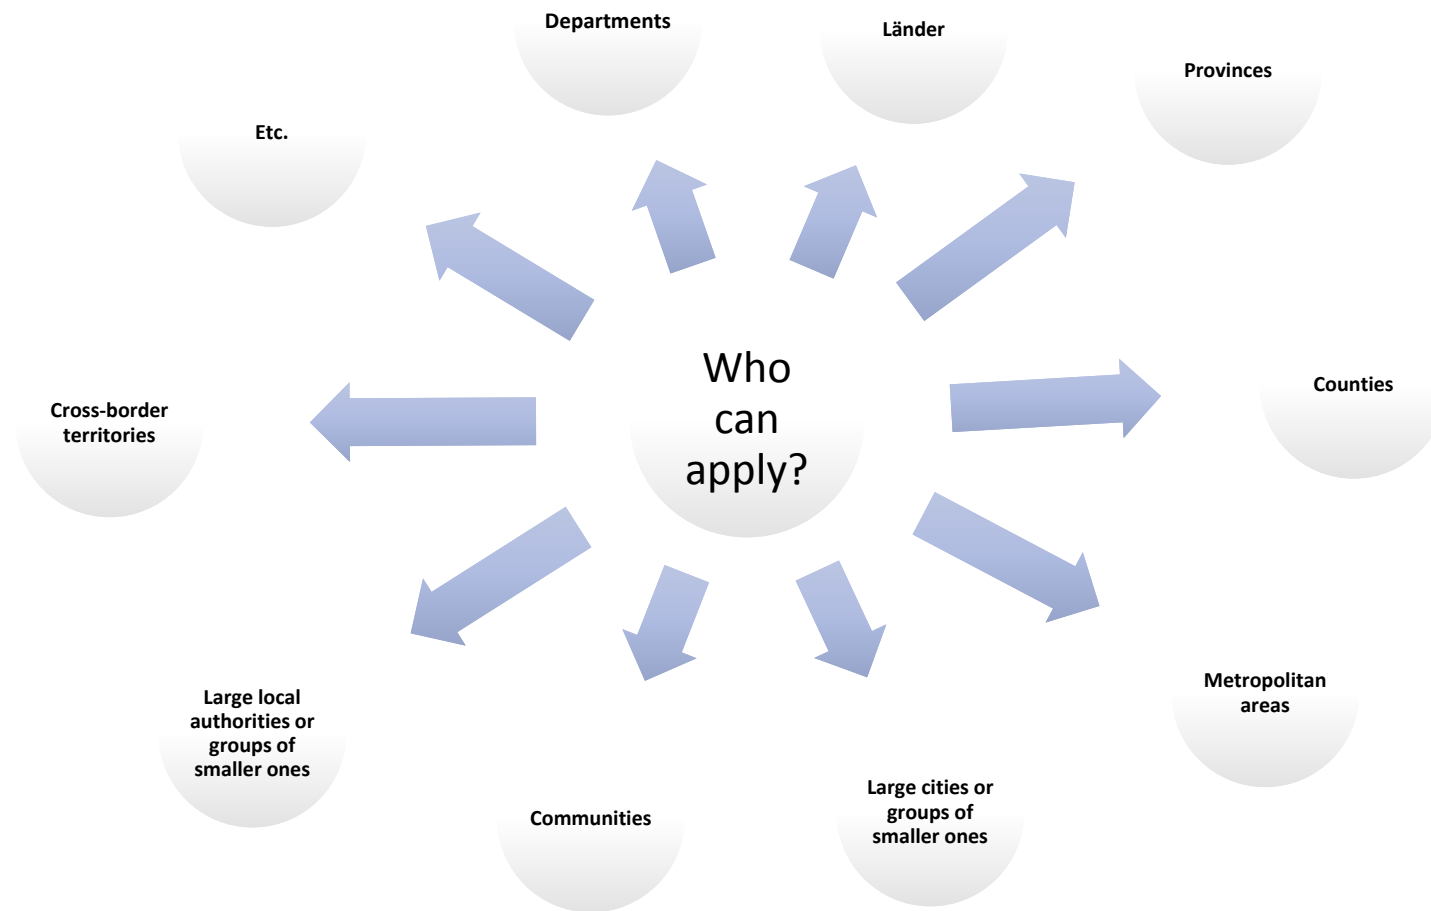 Departments
Länder
Provinces
Etc.
Who
can
apply?
Counties
Cross-border
territories
Metropolitan
areas
Large local
authorities or
groups of
smaller ones
Large cities or
groups of
smaller ones
Communities